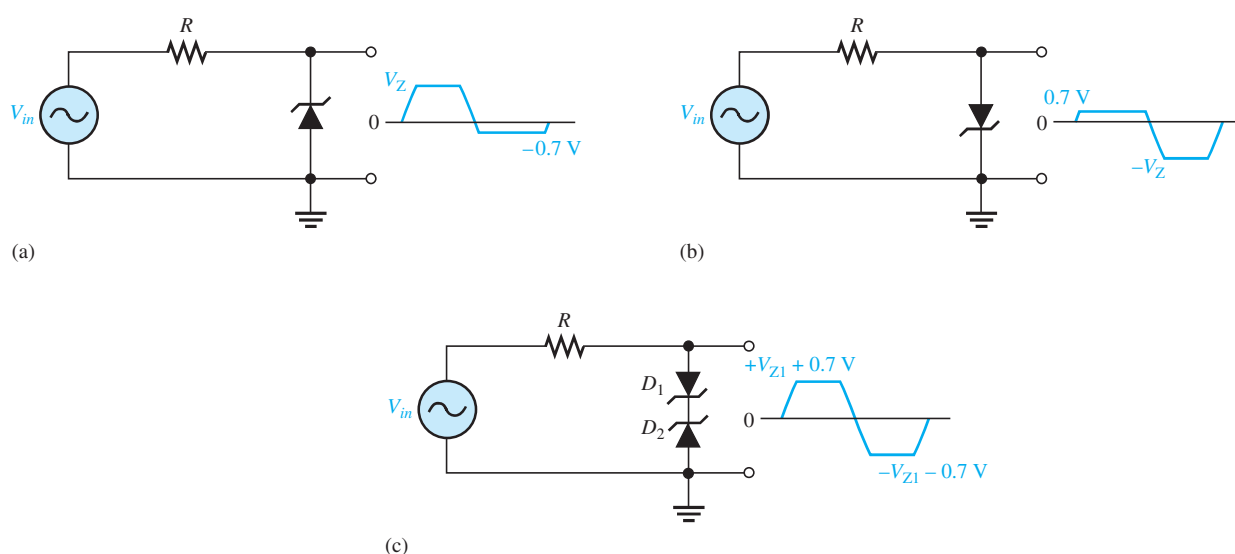 R
V_Z
V_in
0
−0.7 V
(a)
R
0.7 V
V_in
0
−V_Z
(b)
R
+V_Z1 + 0.7 V
D_1
V_in
0
D_2
−V_Z1 − 0.7 V
(c)